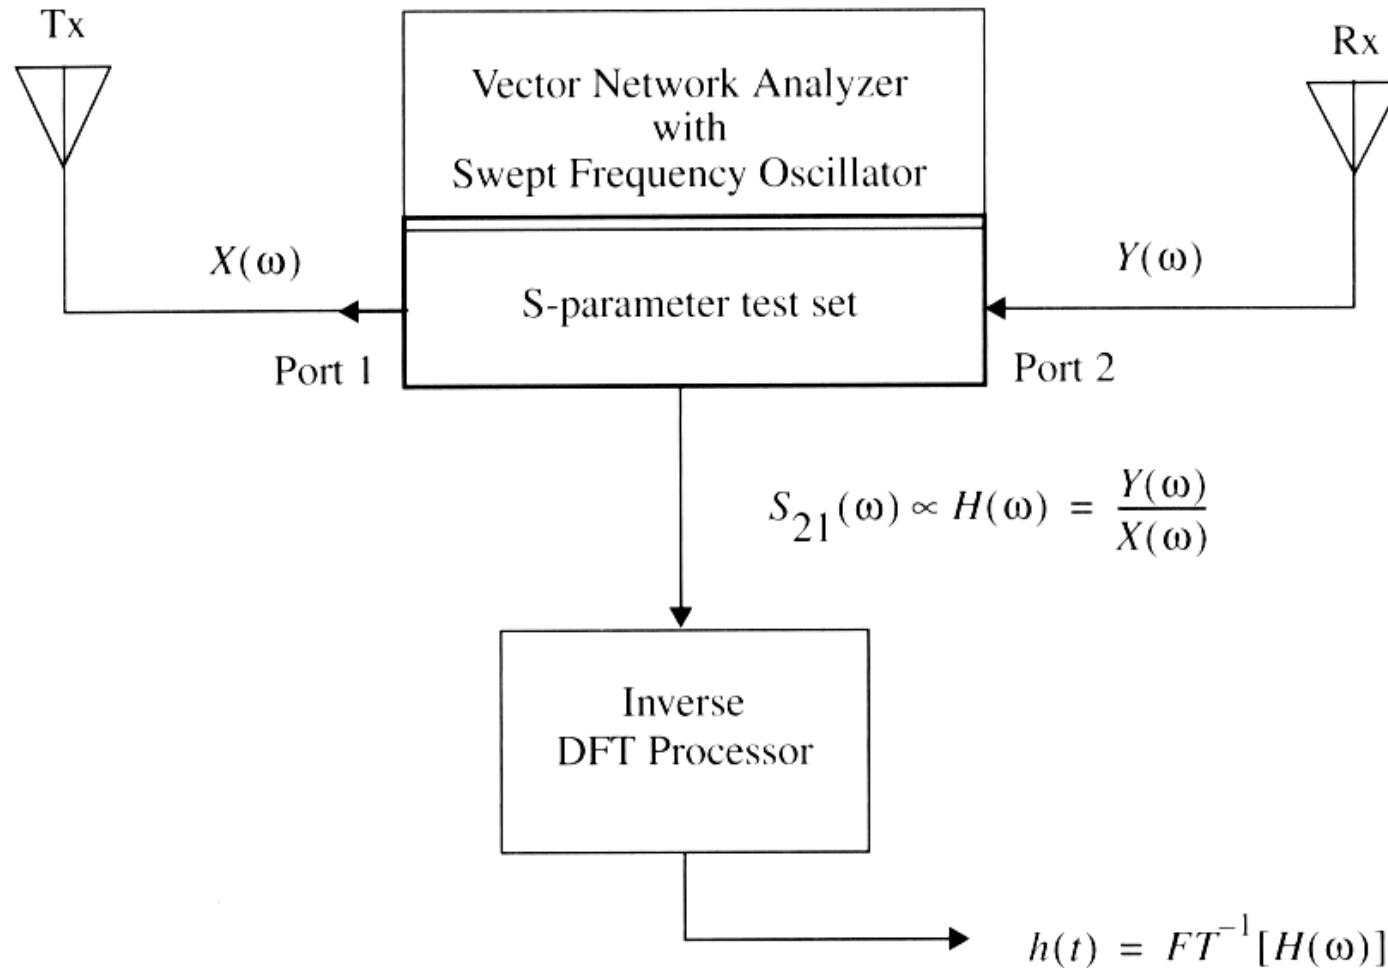 Tx
Rx
Vector Network Analyzer
with
Swept Frequency Oscillator
X(ω)
Y(ω)
S-parameter test set
Port 1
Port 2
S₂₁(ω) ∝ H(ω) = Y(ω)/X(ω)
Inverse
DFT Processor
h(t) = FT⁻¹[H(ω)]